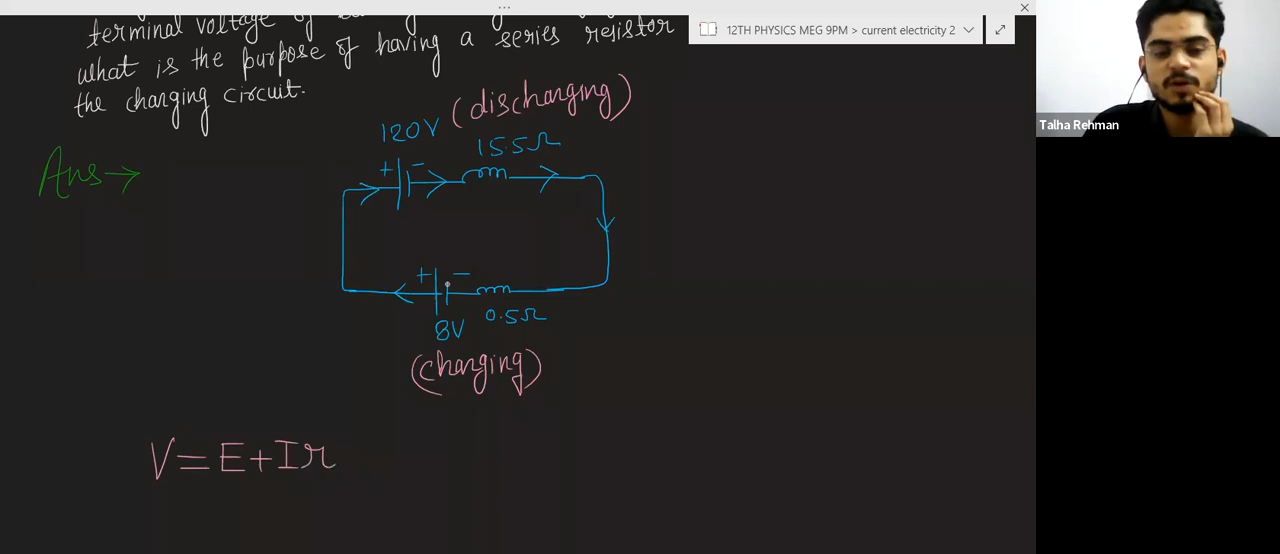 terminal voltage of
what is the purpose of having a series resistor
the charging circuit.
12TH PHYSICS MEG 9PM > current electricity 2
Talha Rehman
(discharging)
120V
15.5Ω
+ -
Ans →
+ -
8V
0.5Ω
(charging)
V = E + Ir